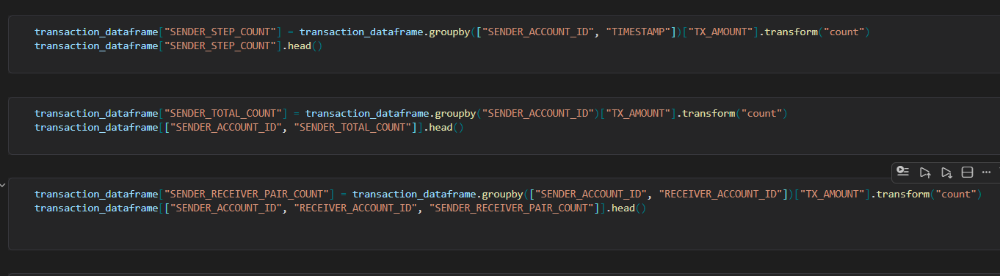 transaction_dataframe["SENDER_STEP_COUNT"] = transaction_dataframe.groupby(["SENDER_ACCOUNT_ID", "TIMESTAMP"])["TX_AMOUNT"].transform("count")
transaction_dataframe["SENDER_STEP_COUNT"].head()
transaction_dataframe["SENDER_TOTAL_COUNT"] = transaction_dataframe.groupby("SENDER_ACCOUNT_ID")["TX_AMOUNT"].transform("count")
transaction_dataframe[["SENDER_ACCOUNT_ID", "SENDER_TOTAL_COUNT"]].head()
transaction_dataframe["SENDER_RECEIVER_PAIR_COUNT"] = transaction_dataframe.groupby(["SENDER_ACCOUNT_ID", "RECEIVER_ACCOUNT_ID"])["TX_AMOUNT"].transform("count")
transaction_dataframe[["SENDER_ACCOUNT_ID", "RECEIVER_ACCOUNT_ID", "SENDER_RECEIVER_PAIR_COUNT"]].head()